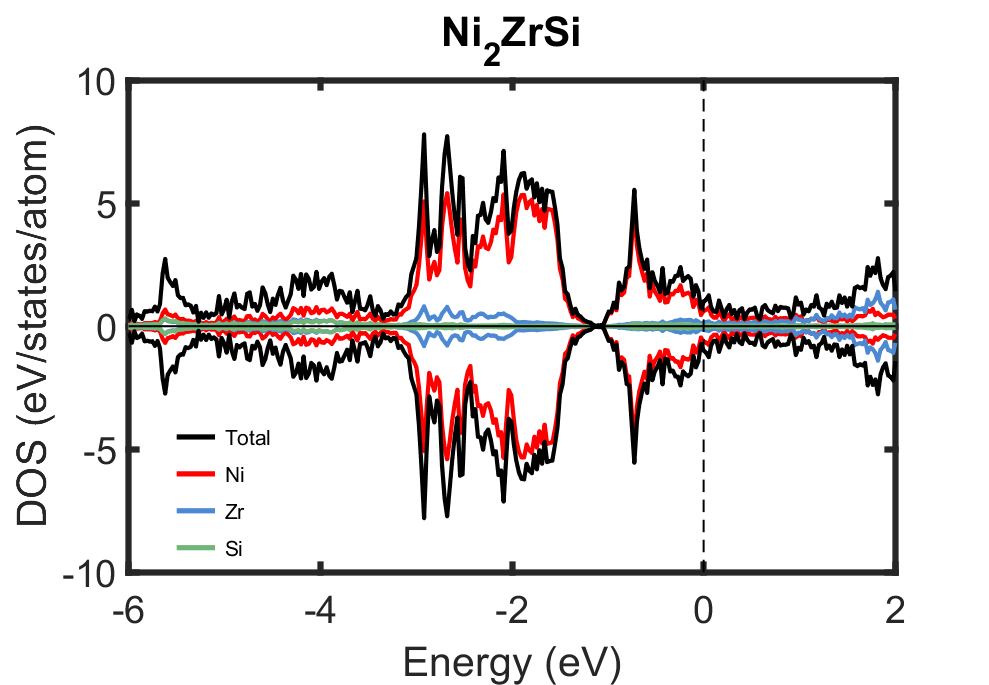 Ni2ZrSi
10
5
0
-5
-10
DOS (eV/states/atom)
Total
Ni
Zr
Si
-6 -4 -2 0 2
Energy (eV)